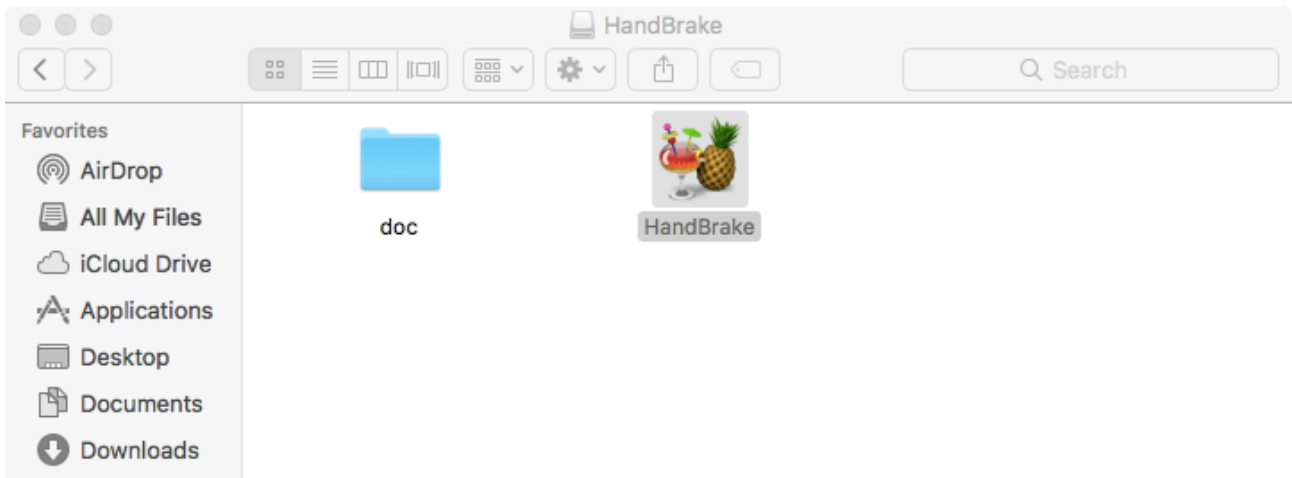 HandBrake
Search
Favorites
AirDrop
All My Files
iCloud Drive
Applications
Desktop
Documents
Downloads
doc
HandBrake